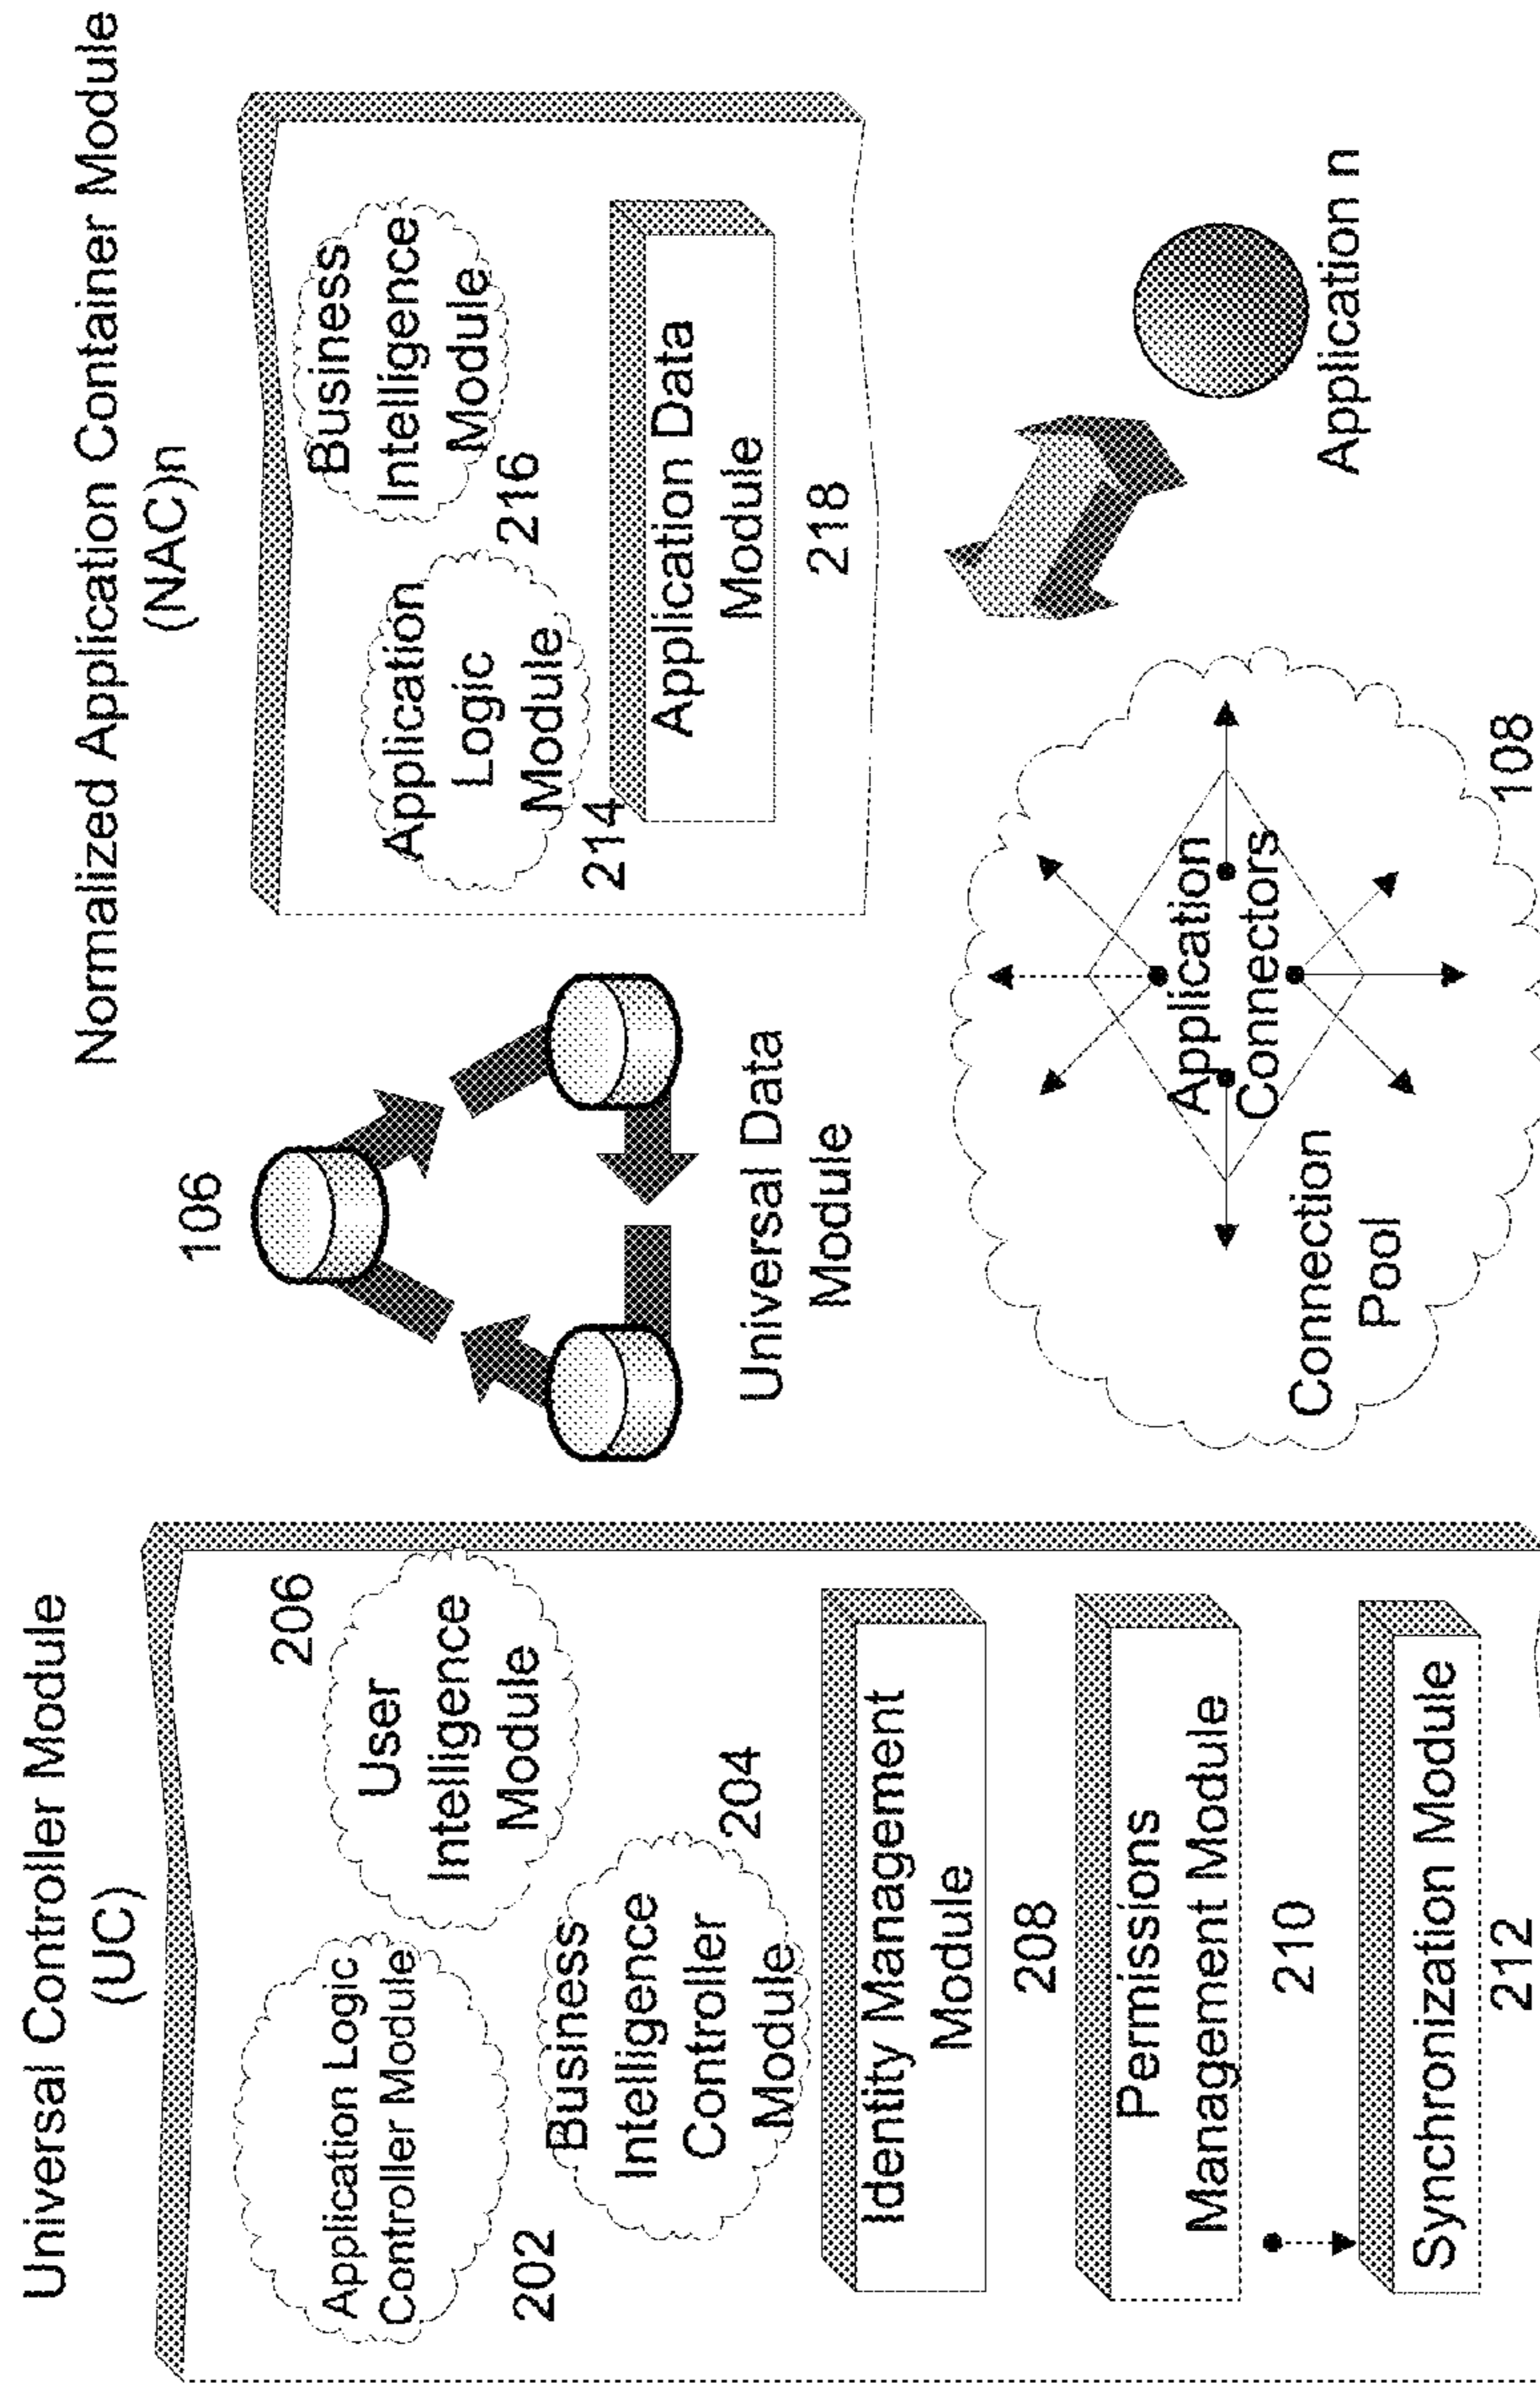 Universal Controller Module
(UC)
206
User
Intelligence
Module
Application Logic
Controller Module
202
Business
Intelligence
Controller
Module
204
Identity Management
Module
208
Permissions
Management Module
210
Synchronization Module
212
106
Universal Data
Module
Normalized Application Container Module
(NAC)n
Business
Intelligence
Module
216
Application
Logic
Module
214
Application Data
Module
218
Application
Connectors
Connection
Pool
108
Application n